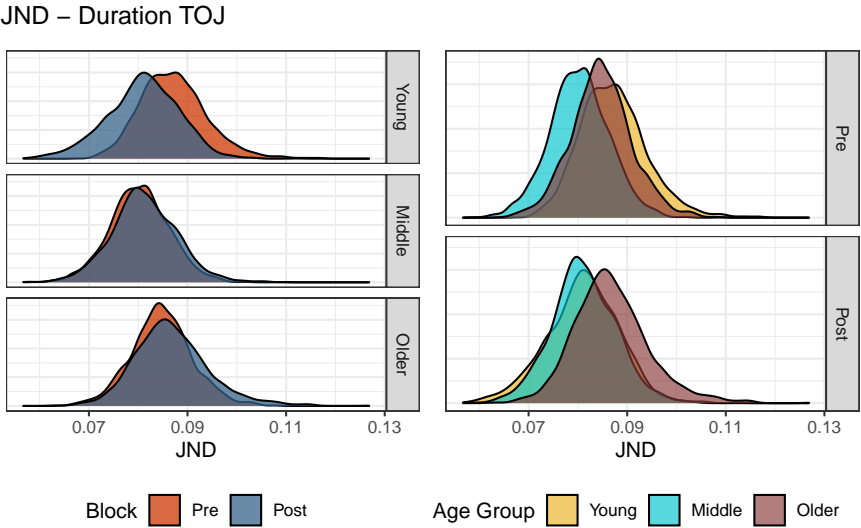 JND − Duration TOJ
Young
Middle
Older
0.07 0.09 0.11 0.13
JND
Pre
Post
0.07 0.09 0.11 0.13
JND
Block Pre Post
Age Group Young Middle Older